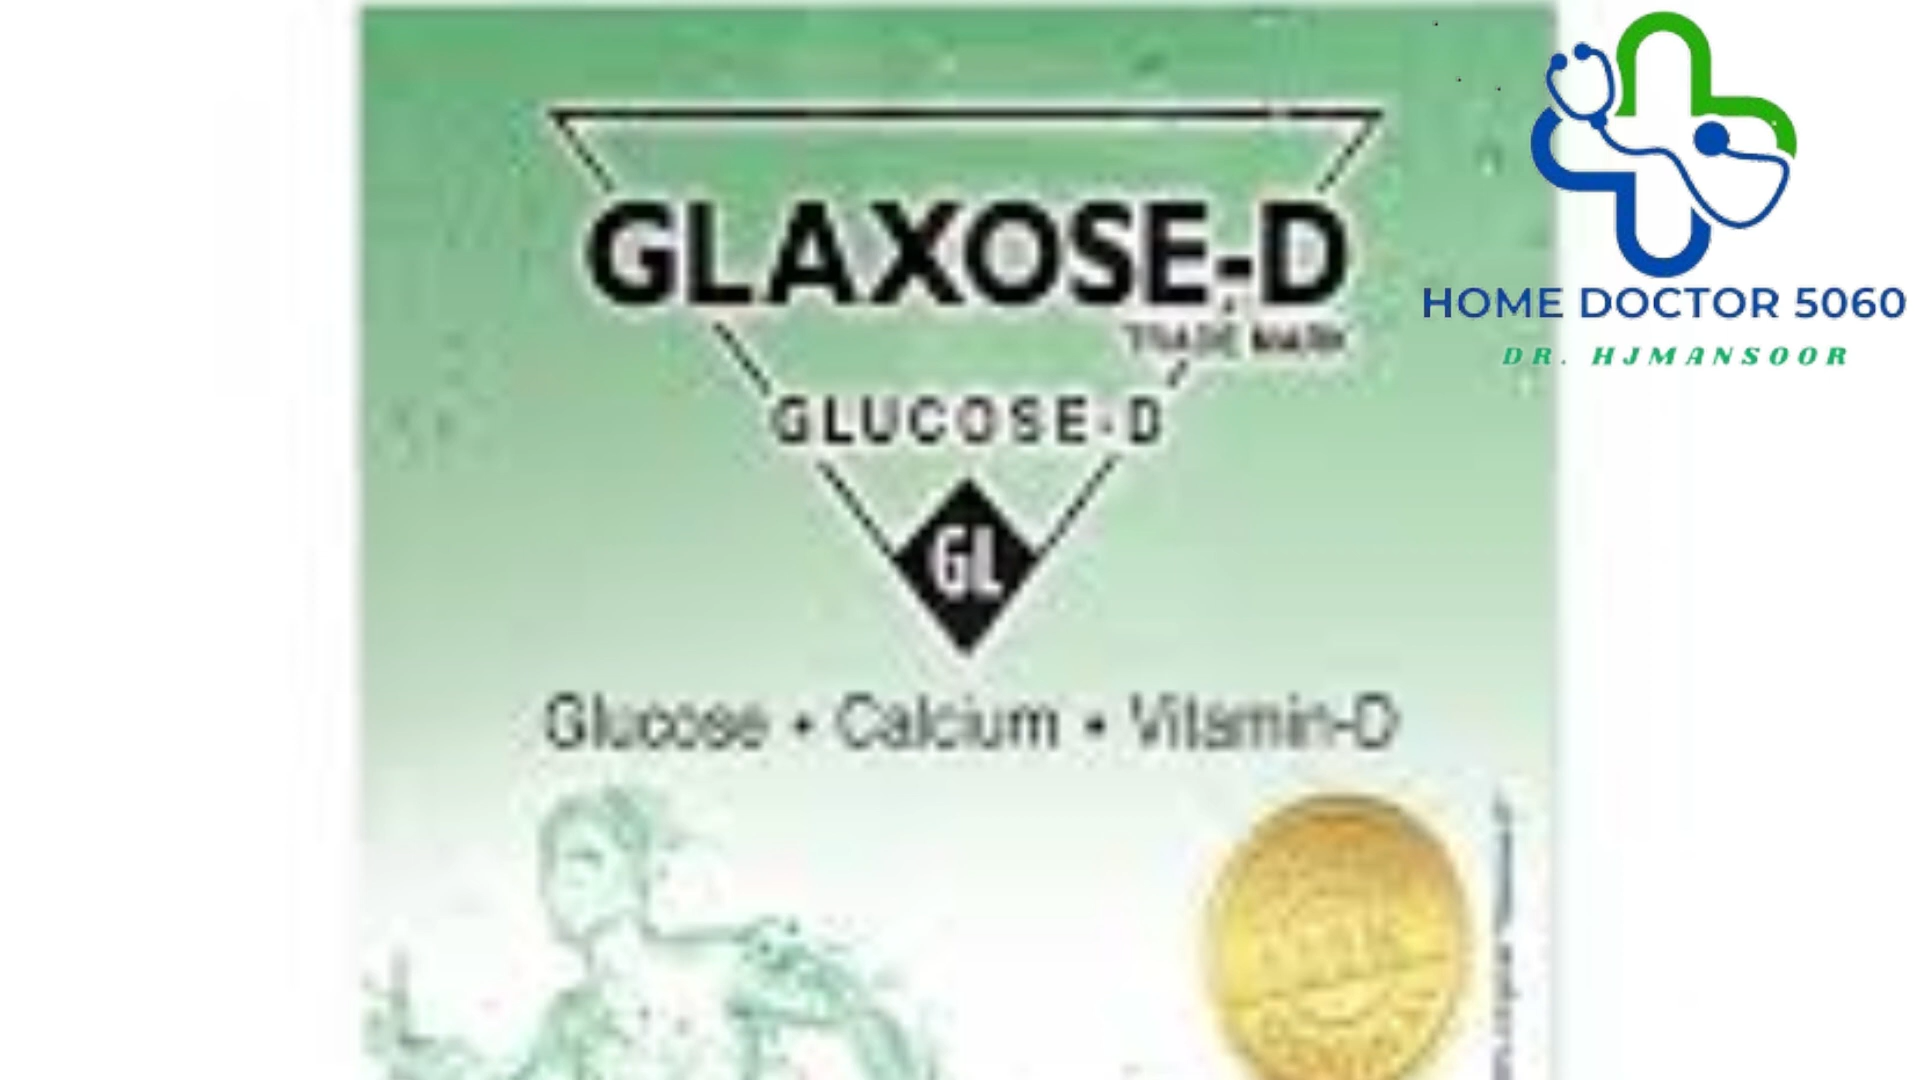 GLAXOSE-D
TRADE MARK
GLUCOSE-D
GL
Glucose • Calcium • Vitamin-D
HOME DOCTOR 5060
DR. HJMANSOOR